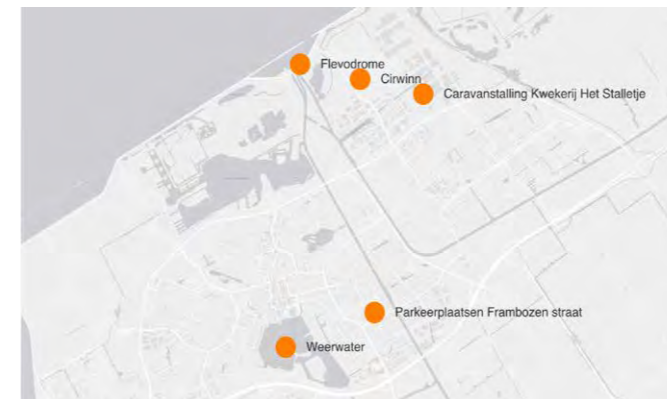 Flevodrome
Cirwinn
Caravanstalling Kwekerij Het Stalletje
Parkeerplaatsen Frambozen straat
Weerwater